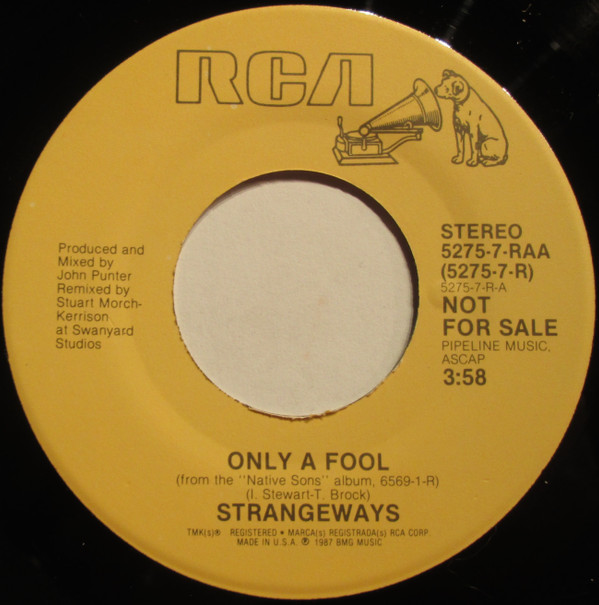 RCA
Produced and
Mixed by
John Punter
Remixed by
Stuart Morch-
Kerrison
at Swanyard
Studios
STEREO
5275-7-RAA
(5275-7-R)
5275-7-R-A
NOT
FOR SALE
PIPELINE MUSIC,
ASCAP
3:58
ONLY A FOOL
(from the "Native Sons" album, 6569-1-R)
(I. Stewart-T. Brock)
STRANGEWAYS
TMK(s)® REGISTERED • MARCA(s) REGISTRADA(s) RCA CORP.
MADE IN U.S.A. ℗ 1987 BMG MUSIC